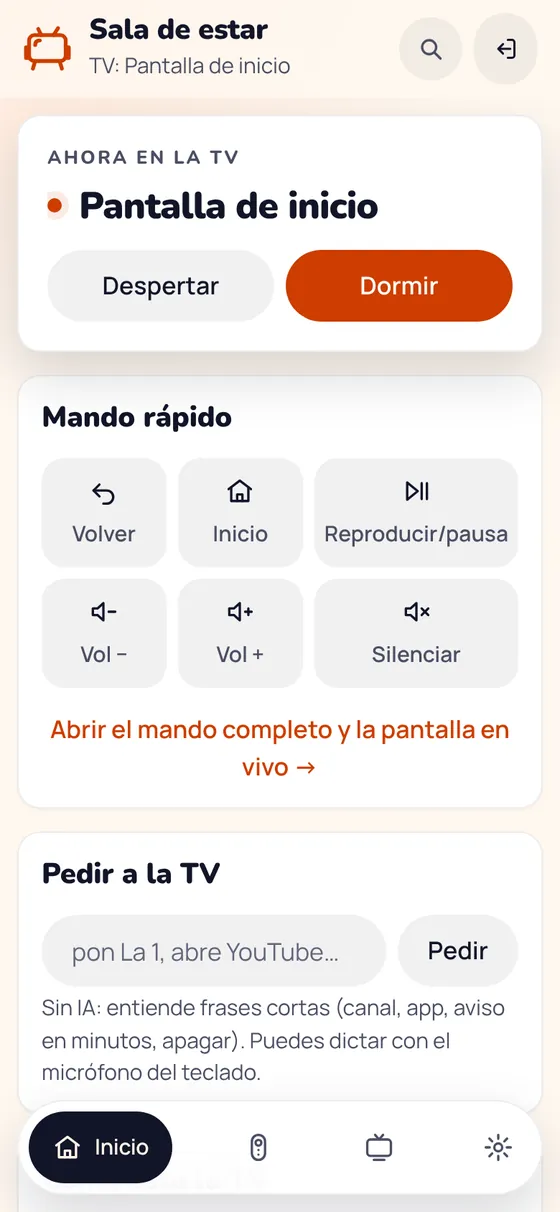 Sala de estar
TV: Pantalla de inicio
AHORA EN LA TV
Pantalla de inicio
Despertar
Dormir
Mando rápido
Volver
Inicio
Reproducir/pausa
Vol −
Vol +
Silenciar
Abrir el mando completo y la pantalla en
vivo →
Pedir a la TV
pon La 1, abre YouTube...
Pedir
Sin IA: entiende frases cortas (canal, app, aviso
en minutos, apagar). Puedes dictar con el
micrófono del teclado.
Inicio